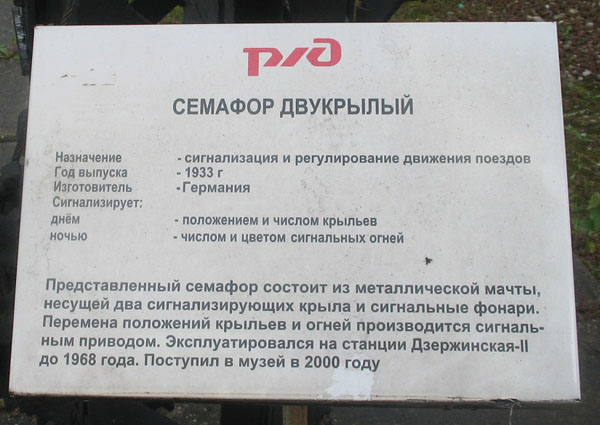 РЖД
СЕМАФОР ДВУКРЫЛЫЙ
Назначение - сигнализация и регулирование движения поездов
Год выпуска - 1933 г
Изготовитель - Германия
Сигнализирует:
днём - положением и числом крыльев
ночью - числом и цветом сигнальных огней
Представленный семафор состоит из металлической мачты,
несущей два сигнализирующих крыла и сигнальные фонари.
Перемена положений крыльев и огней производится сигналь-
ным приводом. Эксплуатировался на станции Дзержинская-II
до 1968 года. Поступил в музей в 2000 году